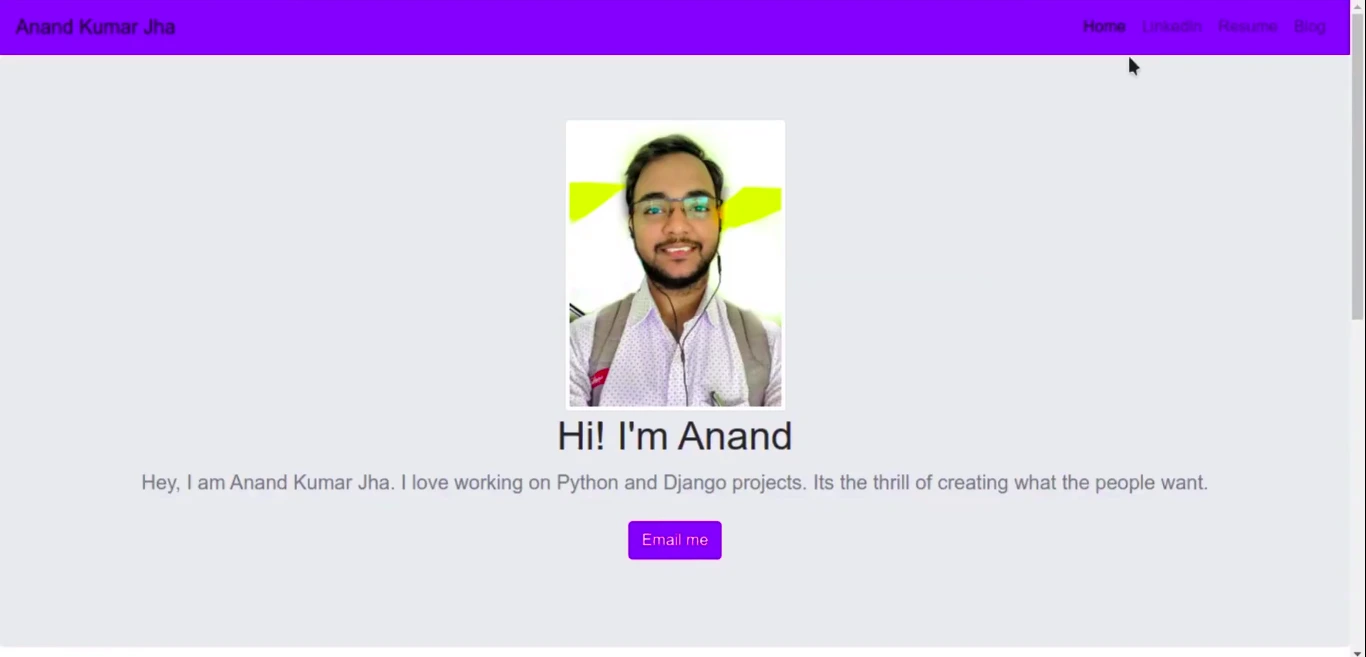 Anand Kumar Jha
Home LinkedIn Resume Blog
Hi! I'm Anand
Hey, I am Anand Kumar Jha. I love working on Python and Django projects. Its the thrill of creating what the people want.
Email me